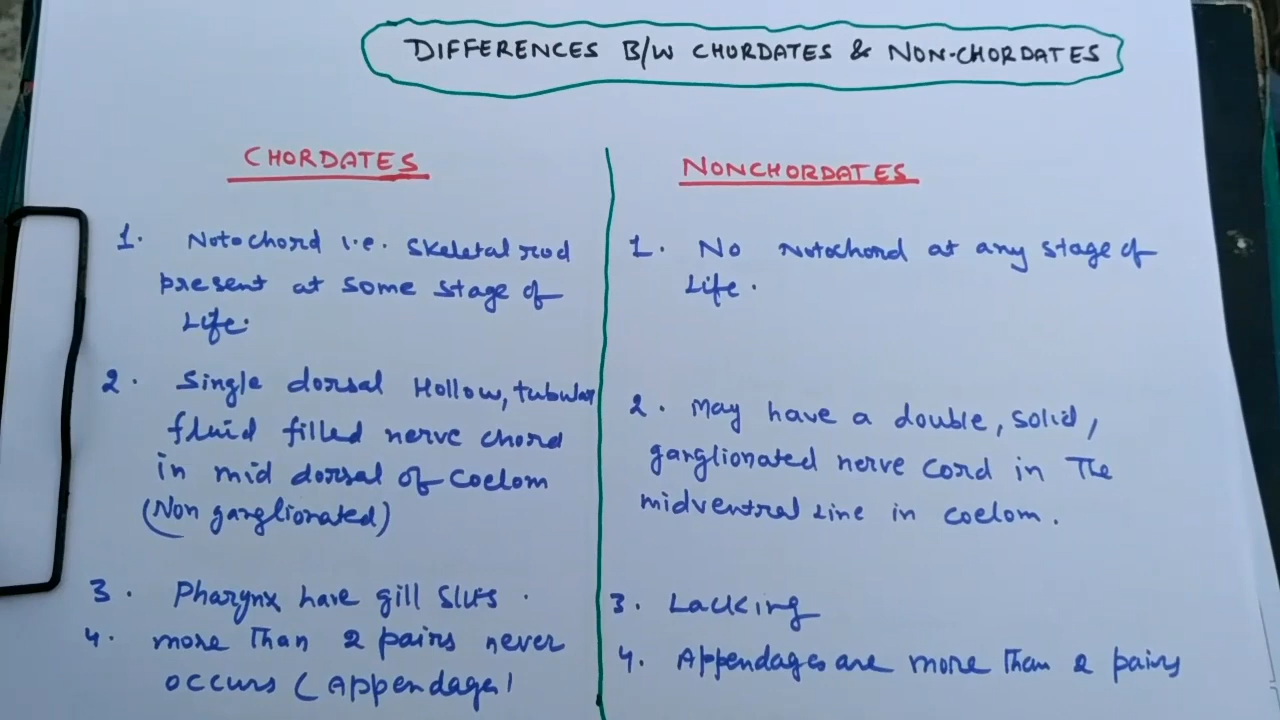 DIFFERENCES B/W CHORDATES & NON-CHORDATES
CHORDATES
1. Notochord i.e. Skeletal rod
present at some stage of
Life.
2. Single dorsal Hollow, tubular
fluid filled nerve chord
in mid dorsal of Coelom
(Non ganglionated)
3. Pharynx have gill slits.
4. more Than 2 pairs never
occurs (Appendages)
NONCHORDATES
1. No Notochord at any stage of
Life.
2. May have a double, solid,
ganglionated nerve cord in The
midventral Line in coelom.
3. Lacking
4. Appendages are more Than 2 pairs